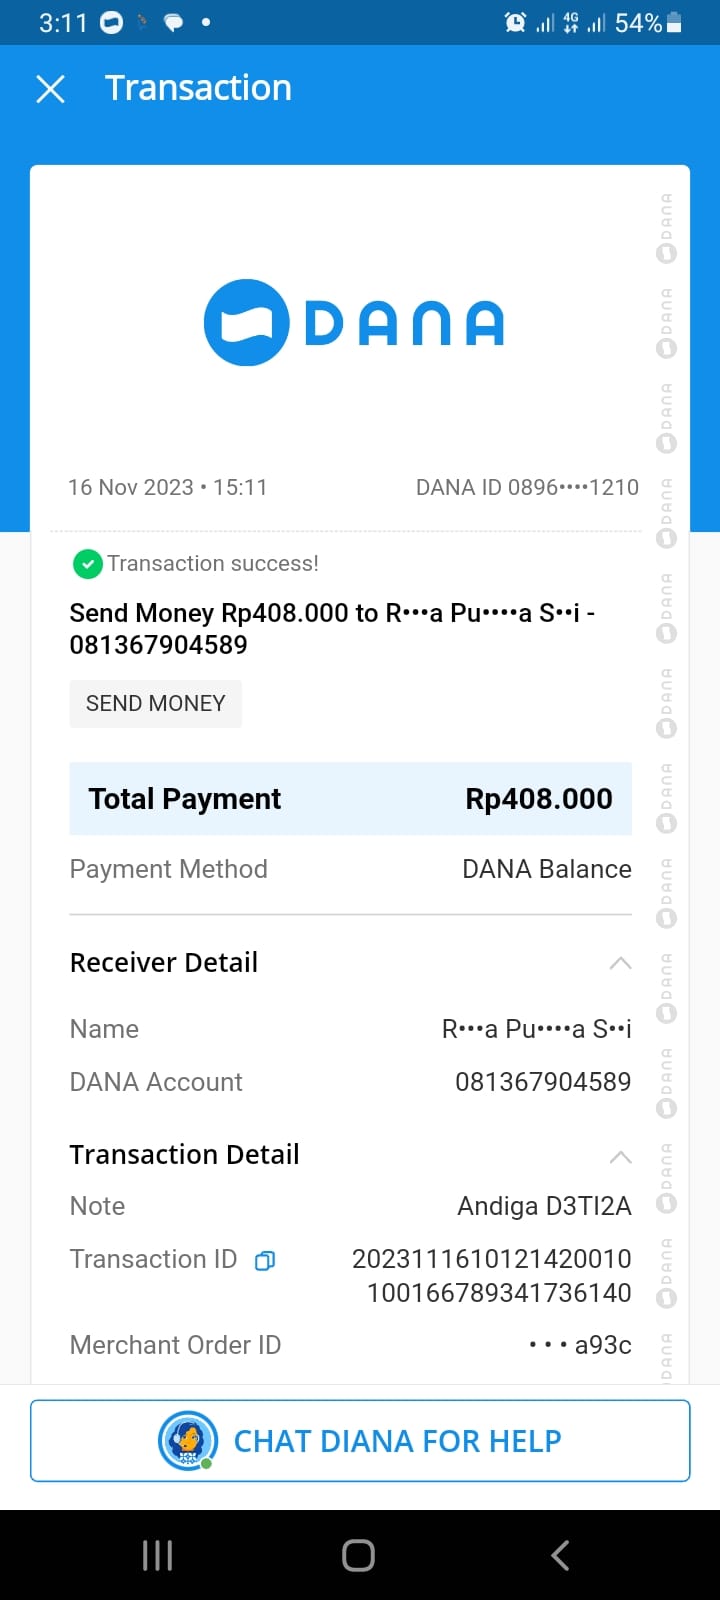 3:11 4G 54%
Transaction
DANA
16 Nov 2023 • 15:11 DANA ID 0896••••1210
Transaction success!
Send Money Rp408.000 to R•••a Pu••••a S••i -
081367904589
SEND MONEY
Total Payment Rp408.000
Payment Method DANA Balance
Receiver Detail
Name R•••a Pu••••a S••i
DANA Account 081367904589
Transaction Detail
Note Andiga D3TI2A
Transaction ID 2023111610121420010
100166789341736140
Merchant Order ID • • • a93c
CHAT DIANA FOR HELP
DANA
DANA
DANA
DANA
DANA
DANA
DANA
DANA
DANA
DANA
DANA
DANA
DANA